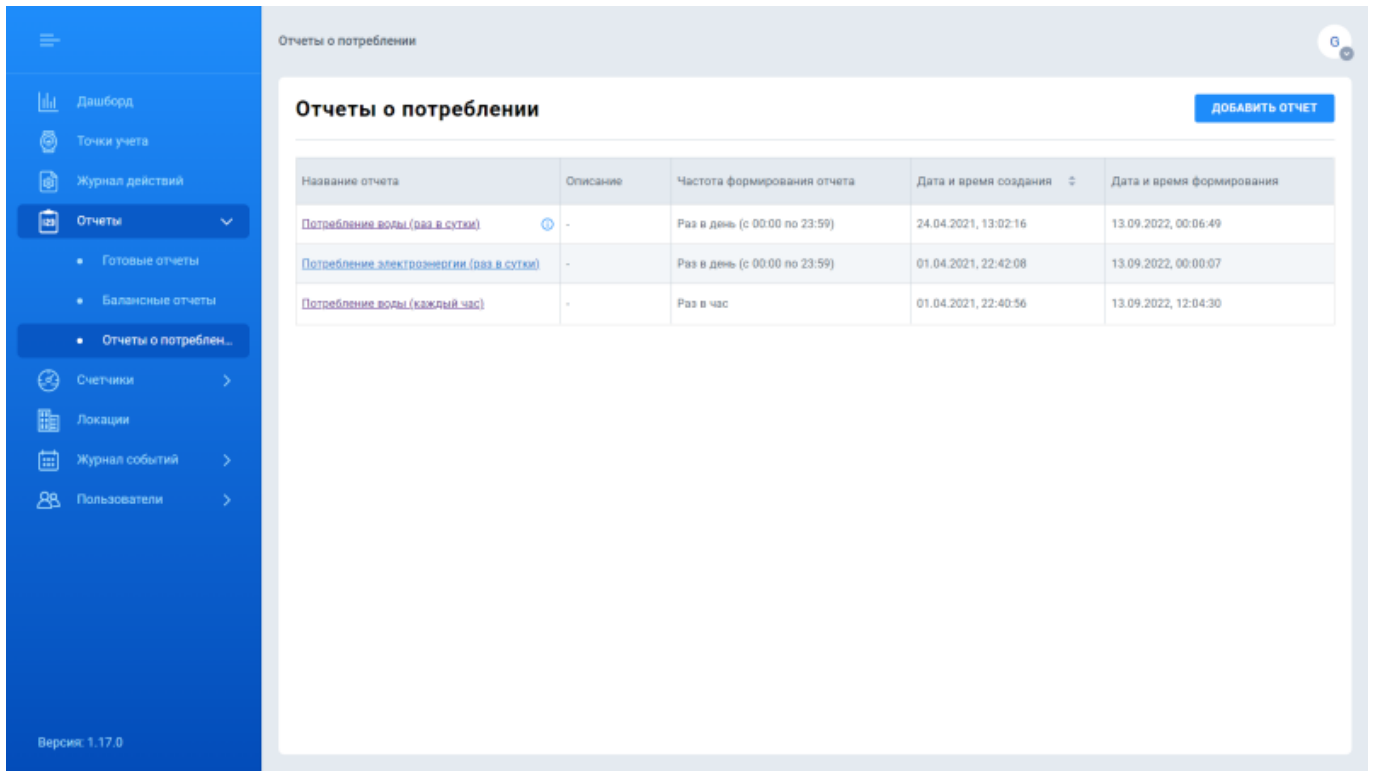 Отчеты о потреблении
G
Дашборд
Точки учета
Журнал действий
Отчеты
Готовые отчеты
Балансные отчеты
Отчеты о потреблен...
Счетчики
Локации
Журнал событий
Пользователи
Версия: 1.17.0
Отчеты о потреблении
ДОБАВИТЬ ОТЧЕТ
Название отчета Описание Частота формирования отчета Дата и время создания Дата и время формирования
Потребление воды (раз в сутки) - Раз в день (с 00:00 по 23:59) 24.04.2021, 13:02:16 13.09.2022, 00:06:49
Потребление электроэнергии (раз в сутки) - Раз в день (с 00:00 по 23:59) 01.04.2021, 22:42:08 13.09.2022, 00:00:07
Потребление воды (каждый час) - Раз в час 01.04.2021, 22:40:56 13.09.2022, 12:04:30